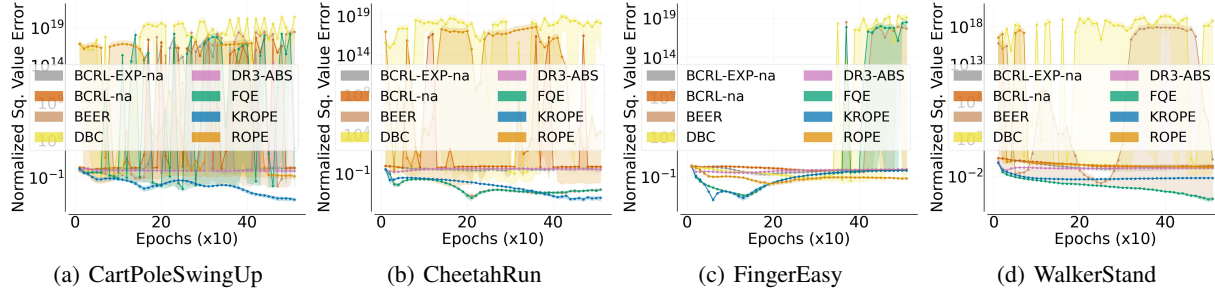 Normalized Sq. Value Error
10^19
10^14
10^-1
BCRL-EXP-na
BCRL-na
BEER
DBC
DR3-ABS
FQE
KROPE
ROPE
0 20 40
Epochs (x10)
(a) CartPoleSwingUp
Normalized Sq. Value Error
10^19
10^14
10^-1
BCRL-EXP-na
BCRL-na
BEER
DBC
DR3-ABS
FQE
KROPE
ROPE
0 20 40
Epochs (x10)
(b) CheetahRun
Normalized Sq. Value Error
10^19
10^14
10^-1
BCRL-EXP-na
BCRL-na
BEER
DBC
DR3-ABS
FQE
KROPE
ROPE
0 20 40
Epochs (x10)
(c) FingerEasy
Normalized Sq. Value Error
10^18
10^13
10^-2
BCRL-EXP-na
BCRL-na
BEER
DBC
DR3-ABS
FQE
KROPE
ROPE
0 20 40
Epochs (x10)
(d) WalkerStand